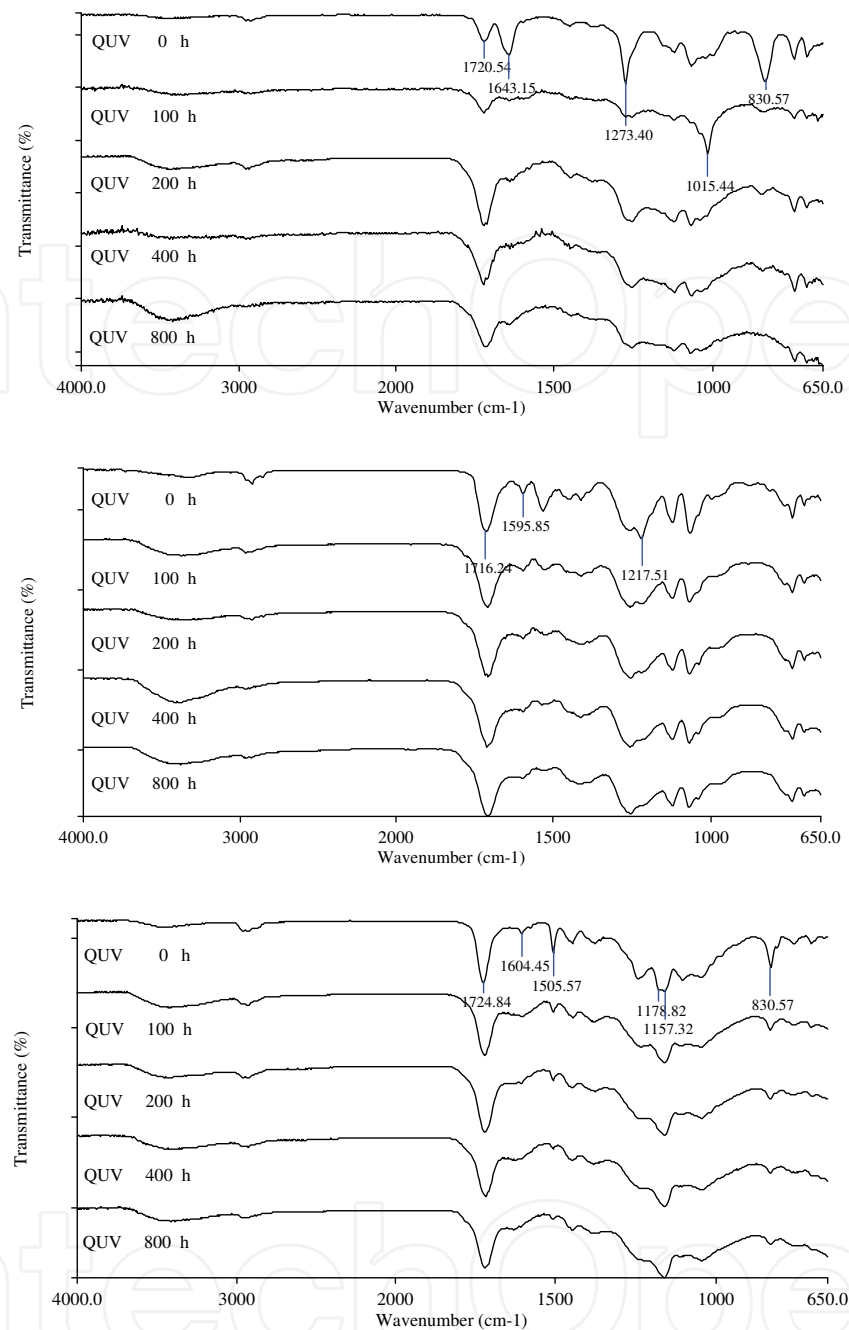 QUV 0 h
1720.54
1643.15
830.57
QUV 100 h
1273.40
QUV 200 h
1015.44
QUV 400 h
QUV 800 h
Transmittance (%)
4000.0 3000 2000 1500 1000 650.0
Wavenumber (cm-1)
QUV 0 h
1595.85
1716.24
1217.51
QUV 100 h
QUV 200 h
QUV 400 h
QUV 800 h
Transmittance (%)
4000.0 3000 2000 1500 1000 650.0
Wavenumber (cm-1)
QUV 0 h
1604.45
1505.57
1724.84
1178.82
830.57
1157.32
QUV 100 h
QUV 200 h
QUV 400 h
QUV 800 h
Transmittance (%)
4000.0 3000 2000 1500 1000 650.0
Wavenumber (cm-1)